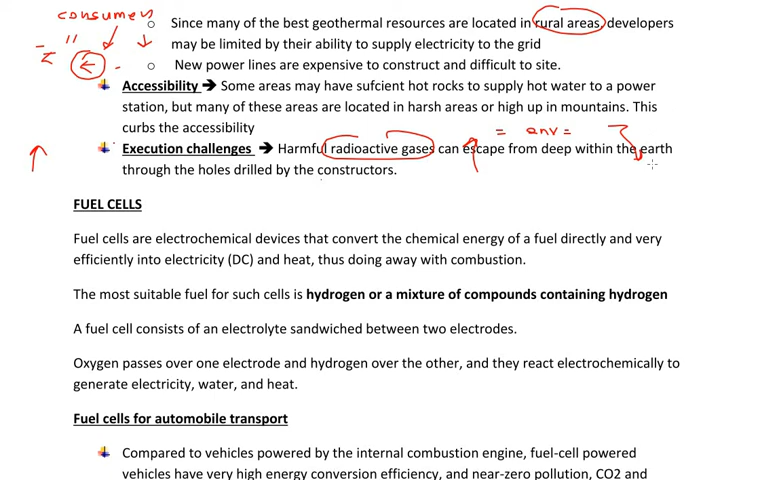 consumers
Since many of the best geothermal resources are located in rural areas, developers
may be limited by their ability to supply electricity to the grid
New power lines are expensive to construct and difficult to site.
Accessibility → Some areas may have sufcient hot rocks to supply hot water to a power
station, but many of these areas are located in harsh areas or high up in mountains. This
curbs the accessibility
= env =
Execution challenges → Harmful radioactive gases can escape from deep within the earth
through the holes drilled by the constructors.
FUEL CELLS
Fuel cells are electrochemical devices that convert the chemical energy of a fuel directly and very
efficiently into electricity (DC) and heat, thus doing away with combustion.
The most suitable fuel for such cells is hydrogen or a mixture of compounds containing hydrogen
A fuel cell consists of an electrolyte sandwiched between two electrodes.
Oxygen passes over one electrode and hydrogen over the other, and they react electrochemically to
generate electricity, water, and heat.
Fuel cells for automobile transport
Compared to vehicles powered by the internal combustion engine, fuel-cell powered
vehicles have very high energy conversion efficiency, and near-zero pollution, CO2 and